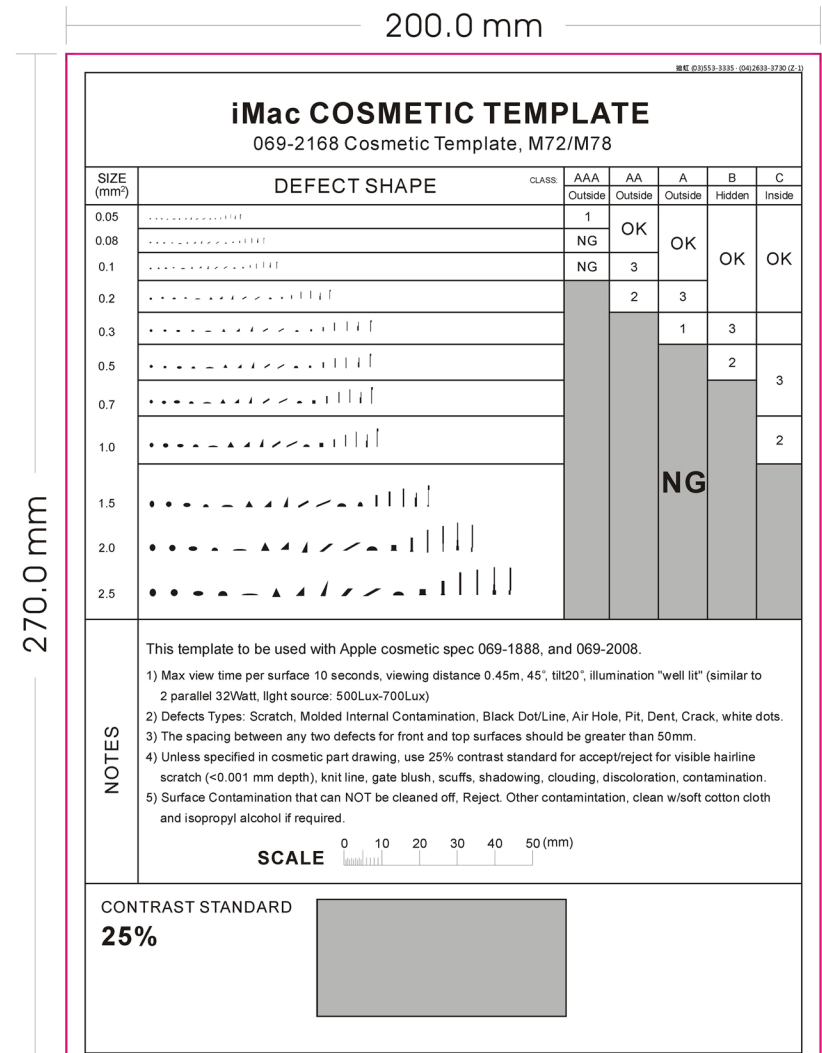 200.0 mm
270.0 mm
迪虹 (03)553-3335 · (04)2633-3730 (Z-1)
iMac COSMETIC TEMPLATE
069-2168 Cosmetic Template, M72/M78
SIZE (mm²) DEFECT SHAPE CLASS: AAA AA A B C
Outside Outside Outside Hidden Inside
0.05 1 OK OK OK OK
0.08 NG
0.1 NG 3
0.2 2 3
0.3 1 3
0.5 2 3
0.7
1.0 2
NG
1.5
2.0
2.5
NOTES
This template to be used with Apple cosmetic spec 069-1888, and 069-2008.
1) Max view time per surface 10 seconds, viewing distance 0.45m, 45°, tilt20°, illumination "well lit" (similar to
2 parallel 32Watt, lIght source: 500Lux-700Lux)
2) Defects Types: Scratch, Molded Internal Contamination, Black Dot/Line, Air Hole, Pit, Dent, Crack, white dots.
3) The spacing between any two defects for front and top surfaces should be greater than 50mm.
4) Unless specified in cosmetic part drawing, use 25% contrast standard for accept/reject for visible hairline
scratch (<0.001 mm depth), knit line, gate blush, scuffs, shadowing, clouding, discoloration, contamination.
5) Surface Contamination that can NOT be cleaned off, Reject. Other contamintation, clean w/soft cotton cloth
and isopropyl alcohol if required.
SCALE 0 10 20 30 40 50 (mm)
CONTRAST STANDARD
25%